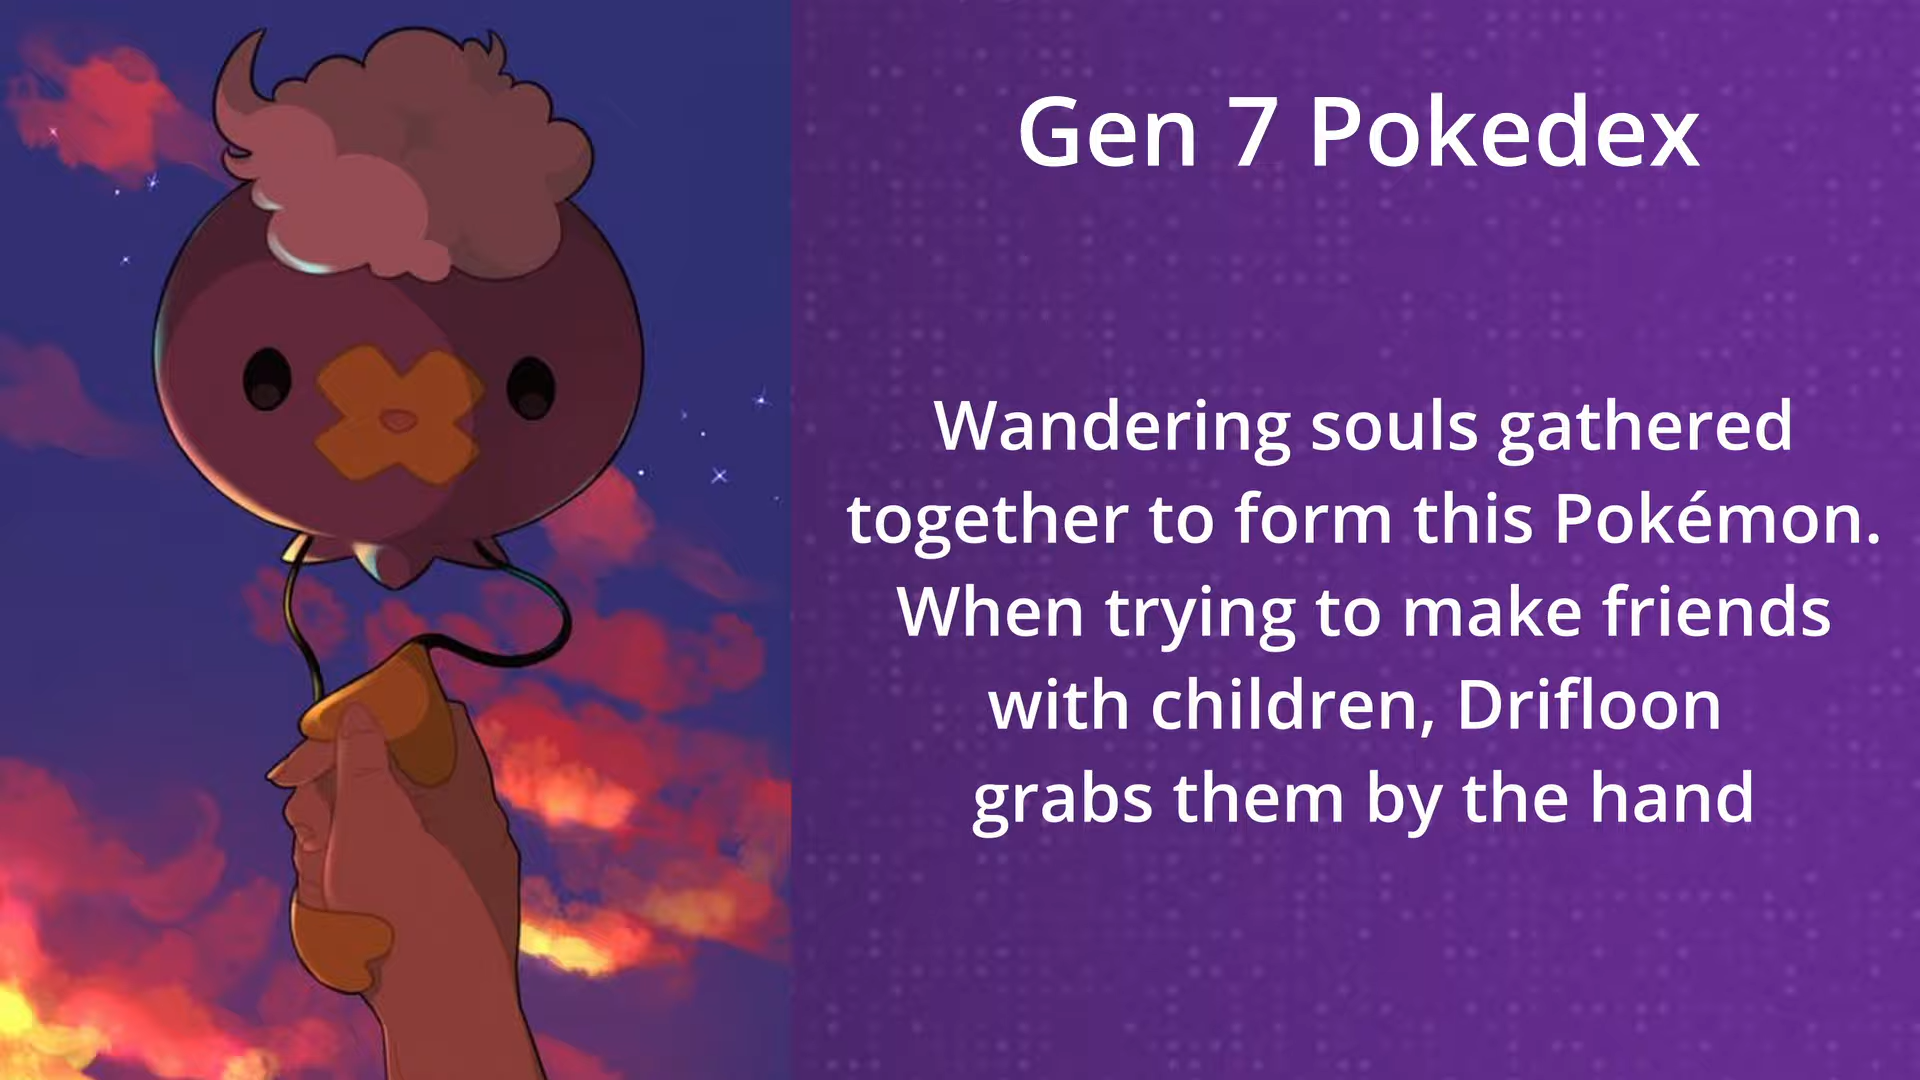 Gen 7 Pokedex
Wandering souls gathered
together to form this Pokémon.
When trying to make friends
with children, Drifloon
grabs them by the hand